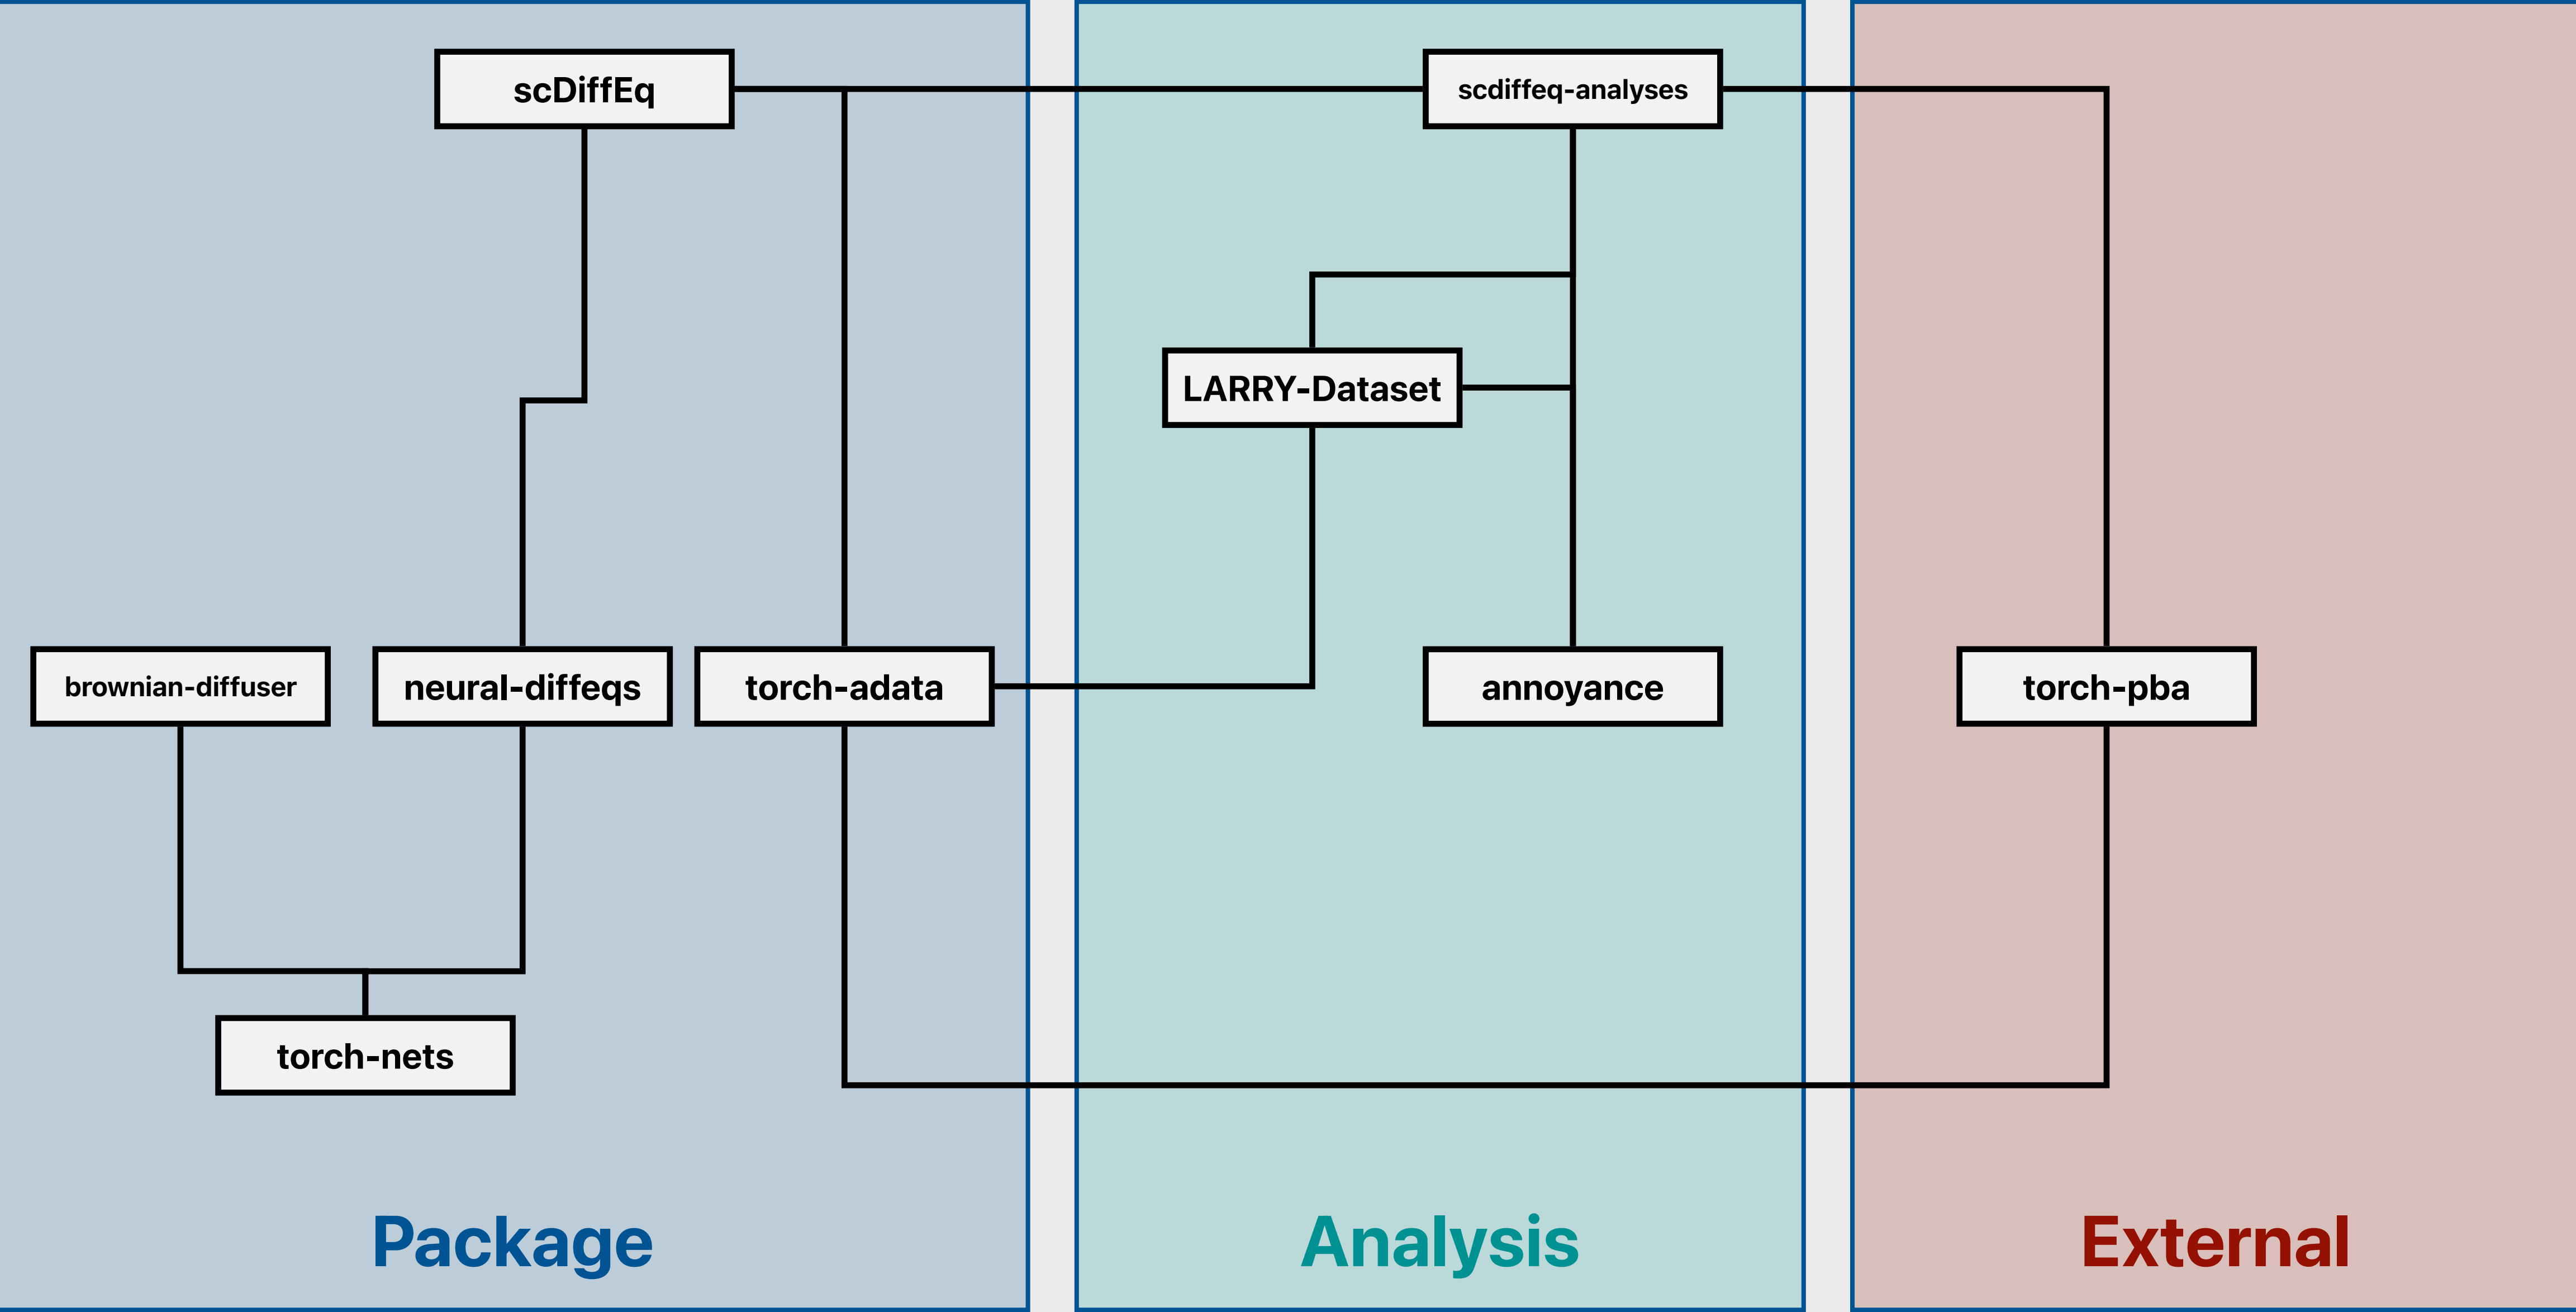 scDiffEq
scdiffeq-analyses
LARRY-Dataset
brownian-diffuser
neural-diffeqs
torch-adata
annoyance
torch-pba
torch-nets
Package
Analysis
External